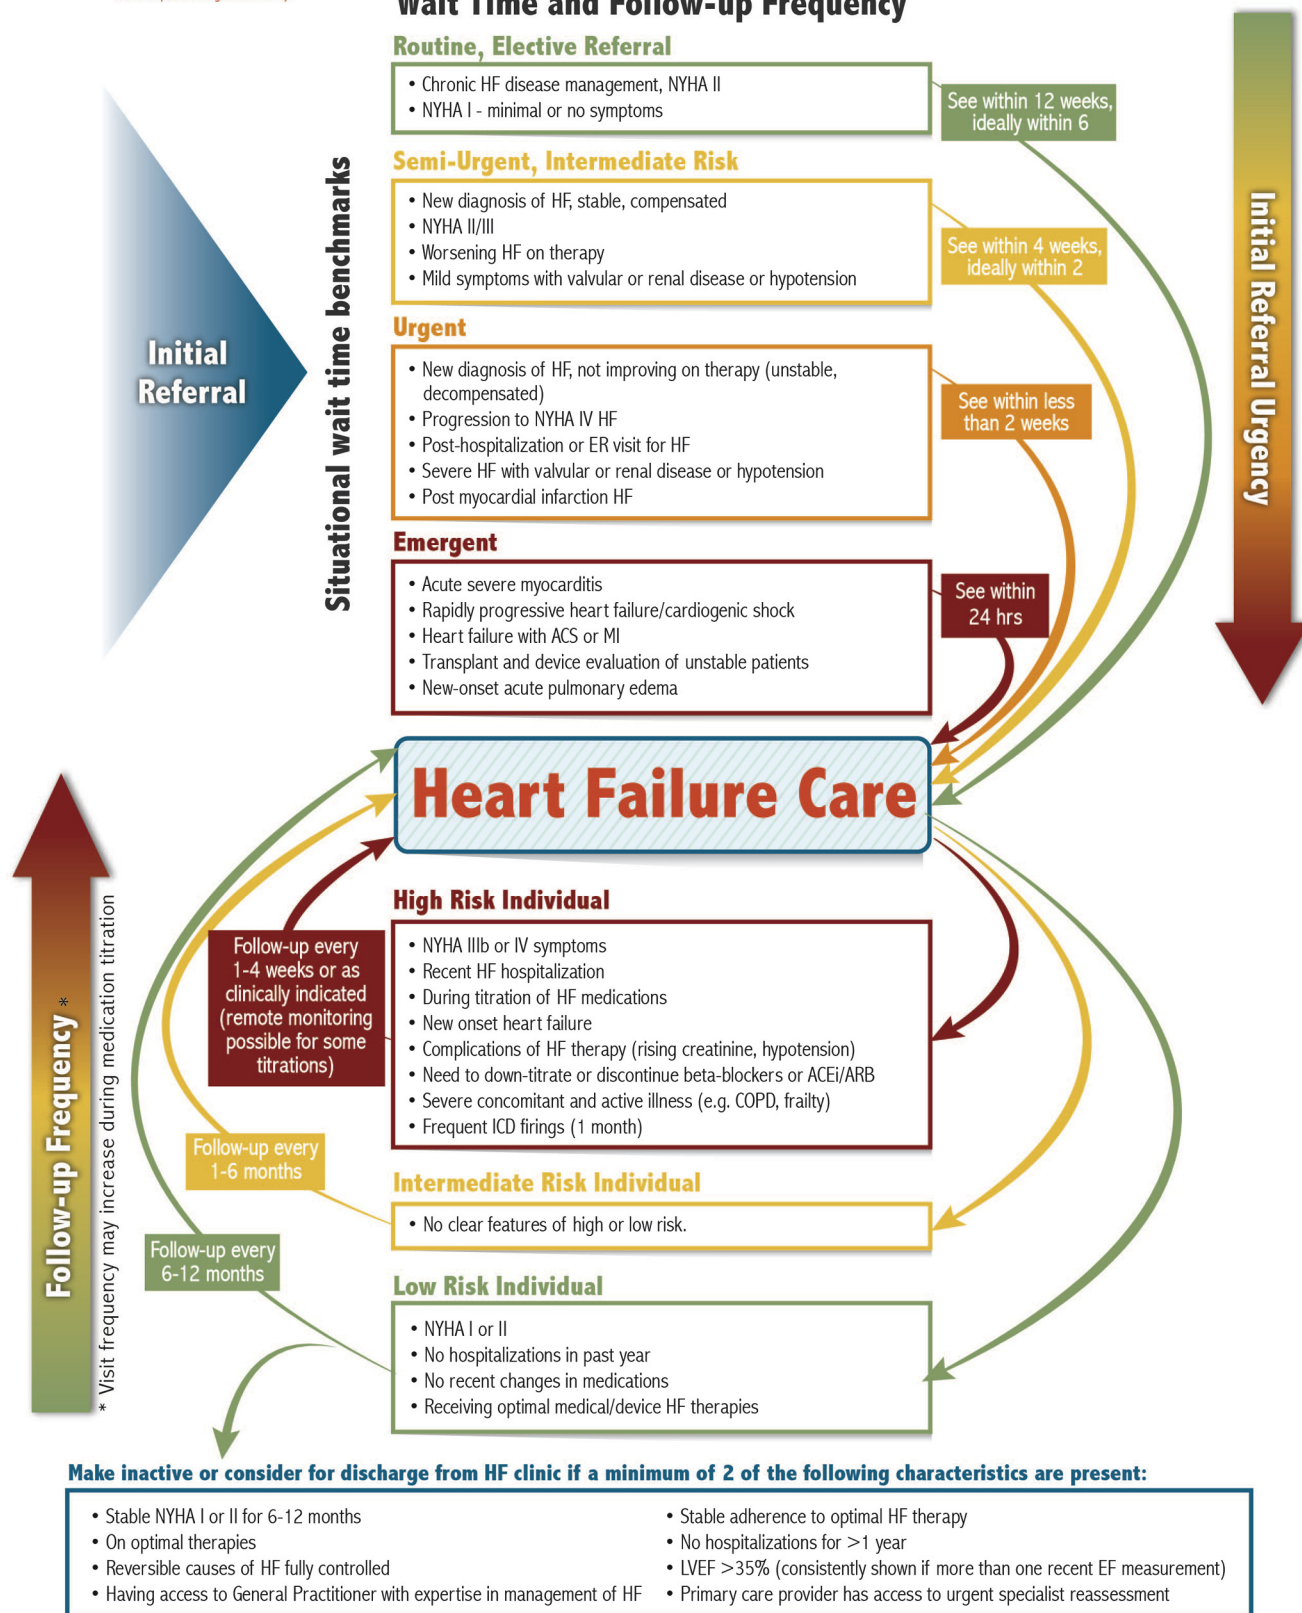 Wait Time and Follow-up Frequency
Routine, Elective Referral
• Chronic HF disease management, NYHA II
• NYHA I - minimal or no symptoms
See within 12 weeks,
ideally within 6
Semi-Urgent, Intermediate Risk
• New diagnosis of HF, stable, compensated
• NYHA II/III
• Worsening HF on therapy
• Mild symptoms with valvular or renal disease or hypotension
See within 4 weeks,
ideally within 2
Urgent
• New diagnosis of HF, not improving on therapy (unstable,
decompensated)
• Progression to NYHA IV HF
• Post-hospitalization or ER visit for HF
• Severe HF with valvular or renal disease or hypotension
• Post myocardial infarction HF
See within less
than 2 weeks
Emergent
• Acute severe myocarditis
• Rapidly progressive heart failure/cardiogenic shock
• Heart failure with ACS or MI
• Transplant and device evaluation of unstable patients
• New-onset acute pulmonary edema
See within
24 hrs
Initial
Referral
Situational wait time benchmarks
Initial Referral Urgency
Heart Failure Care
High Risk Individual
• NYHA IIIb or IV symptoms
• Recent HF hospitalization
• During titration of HF medications
• New onset heart failure
• Complications of HF therapy (rising creatinine, hypotension)
• Need to down-titrate or discontinue beta-blockers or ACEi/ARB
• Severe concomitant and active illness (e.g. COPD, frailty)
• Frequent ICD firings (1 month)
Follow-up every
1-4 weeks or as
clinically indicated
(remote monitoring
possible for some
titrations)
Intermediate Risk Individual
• No clear features of high or low risk.
Follow-up every
1-6 months
Low Risk Individual
• NYHA I or II
• No hospitalizations in past year
• No recent changes in medications
• Receiving optimal medical/device HF therapies
Follow-up every
6-12 months
Follow-up Frequency *
* Visit frequency may increase during medication titration
Make inactive or consider for discharge from HF clinic if a minimum of 2 of the following characteristics are present:
• Stable NYHA I or II for 6-12 months
• On optimal therapies
• Reversible causes of HF fully controlled
• Having access to General Practitioner with expertise in management of HF
• Stable adherence to optimal HF therapy
• No hospitalizations for >1 year
• LVEF >35% (consistently shown if more than one recent EF measurement)
• Primary care provider has access to urgent specialist reassessment